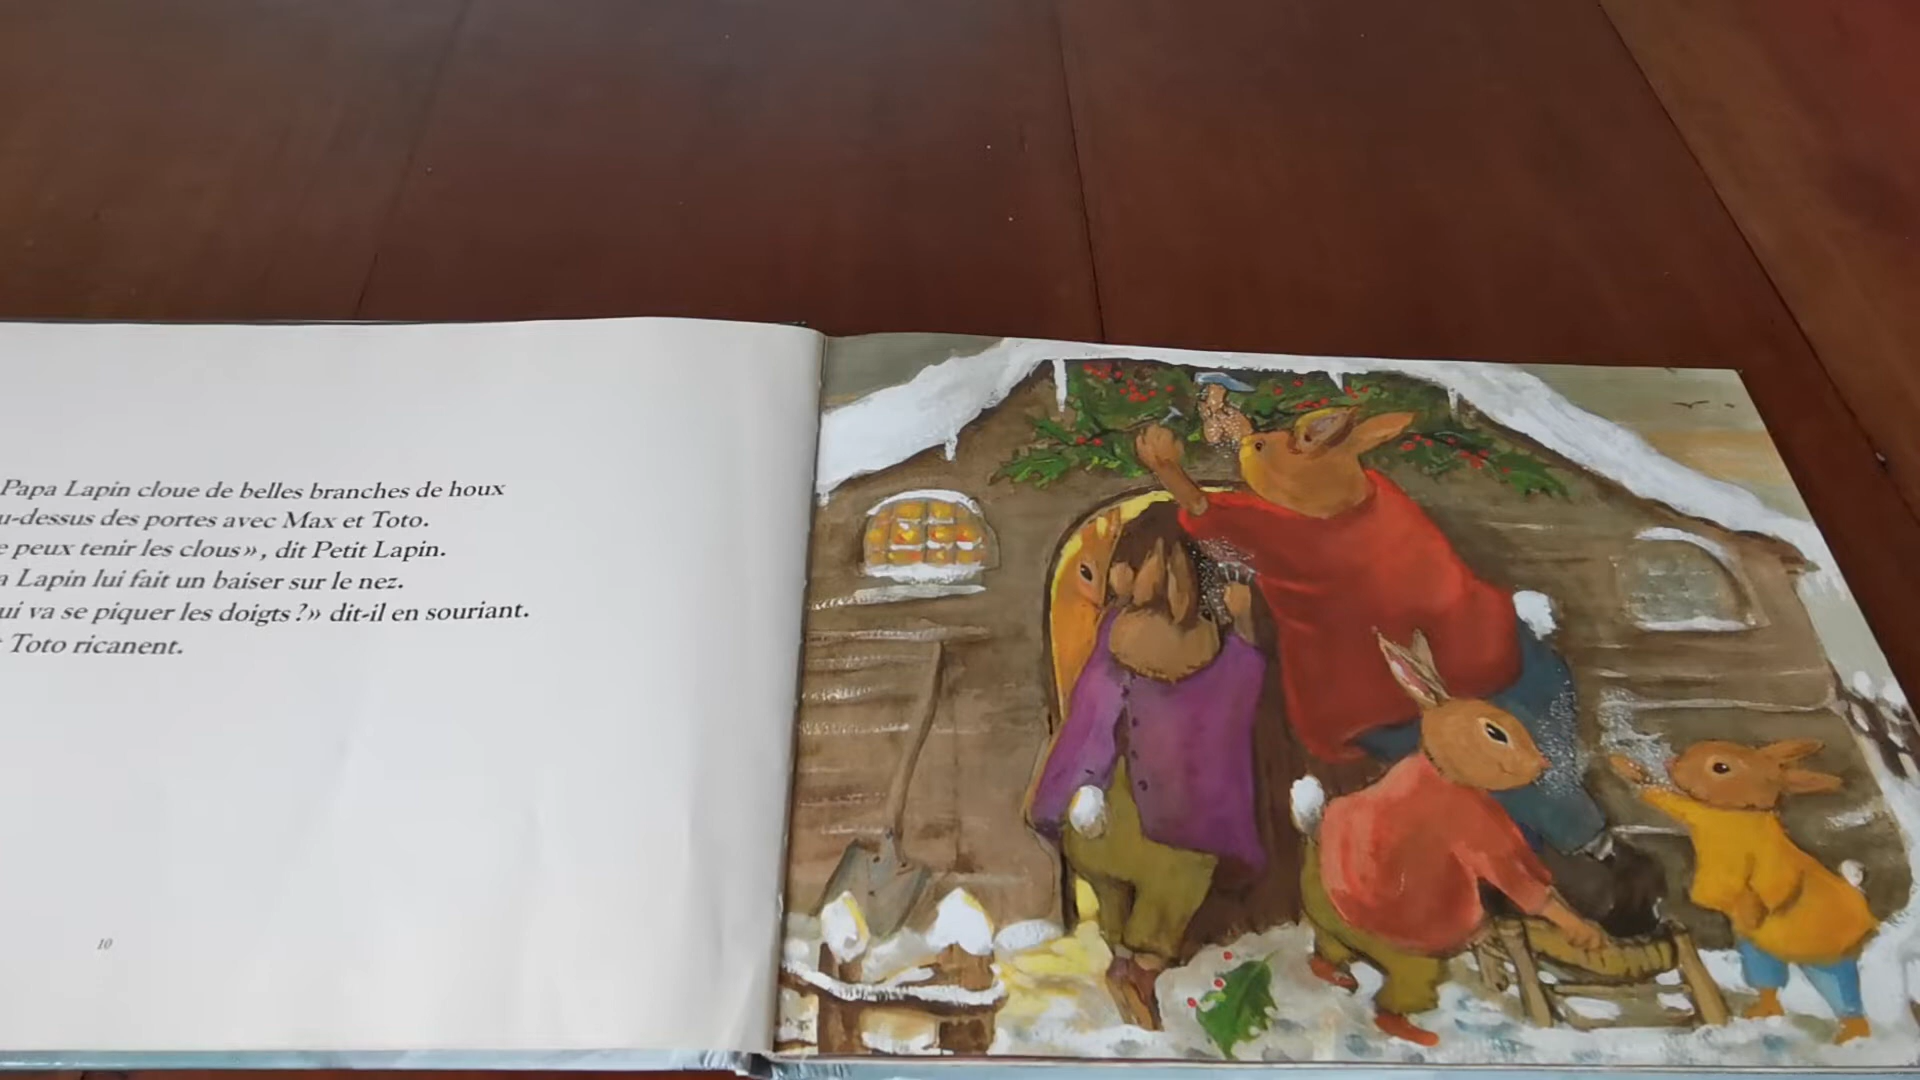 Papa Lapin cloue de belles branches de houx
u-dessus des portes avec Max et Toto.
e peux tenir les clous», dit Petit Lapin.
a Lapin lui fait un baiser sur le nez.
ui va se piquer les doigts?» dit-il en souriant.
Toto ricanent.
10